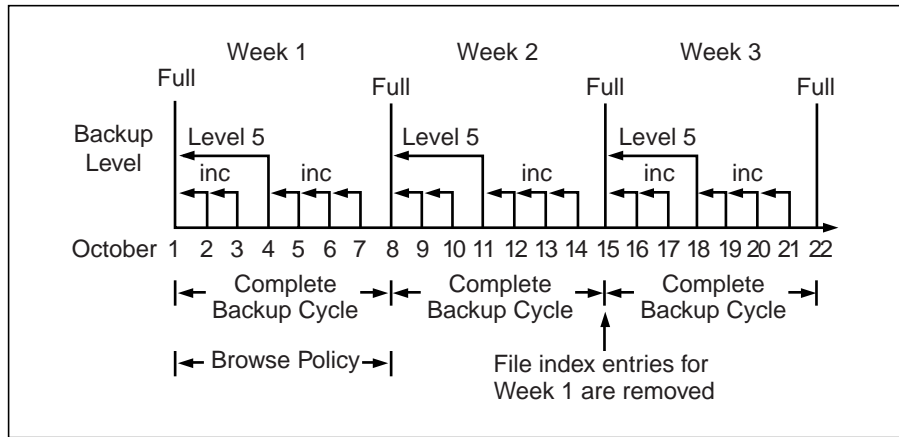 Week 1 Week 2 Week 3
Full Full Full Full
Backup
Level
Level 5 Level 5 Level 5
inc inc inc inc inc inc
October 1 2 3 4 5 6 7 8 9 10 11 12 13 14 15 16 17 18 19 20 21 22
Complete
Backup Cycle
Complete
Backup Cycle
Complete
Backup Cycle
Browse Policy
File index entries for
Week 1 are removed